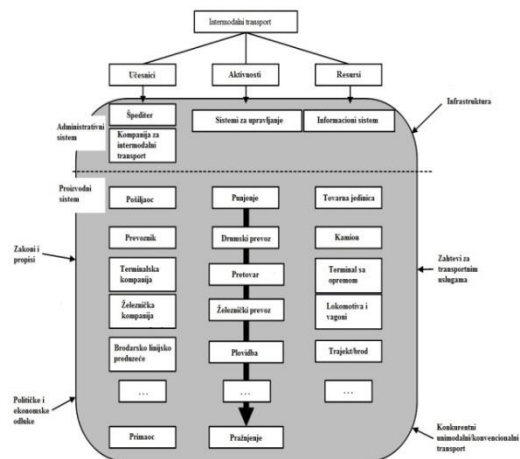 Intermodalni transport
Učesnici
Aktivnosti
Resursi
Infrastruktura
Administrativni
sistem
Špediter
Kompanija za
intermodalni
transport
Sistemi za upravljanje
Informacioni sistem
Proizvodni
sistem
Pošiljaoc
Punjenje
Tovarna jedinica
Prevoznik
Drumski prevoz
Kamion
Zakoni i
propisi
Terminalska
kompanija
Pretovar
Terminal sa
opremom
Zahtevi za
transportnim
uslugama
Železnička
kompanija
Železnički prevoz
Lokomotiva i
vagoni
Brodarsko linijsko
preduzeće
Plovidba
Trajekt/brod
Političke i
ekonomske
odluke
…
…
…
Primaoc
Pražnjenje
Konkurentni
unimodalni/konvencionalni
transport